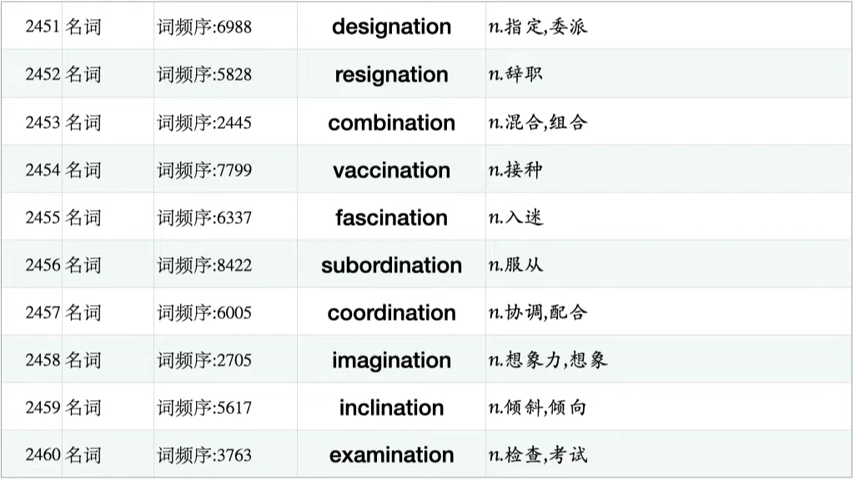 2451 名词 词频序:6988 designation n.指定,委派
2452 名词 词频序:5828 resignation n.辞职
2453 名词 词频序:2445 combination n.混合,组合
2454 名词 词频序:7799 vaccination n.接种
2455 名词 词频序:6337 fascination n.入迷
2456 名词 词频序:8422 subordination n.服从
2457 名词 词频序:6005 coordination n.协调,配合
2458 名词 词频序:2705 imagination n.想象力,想象
2459 名词 词频序:5617 inclination n.倾斜,倾向
2460 名词 词频序:3763 examination n.检查,考试